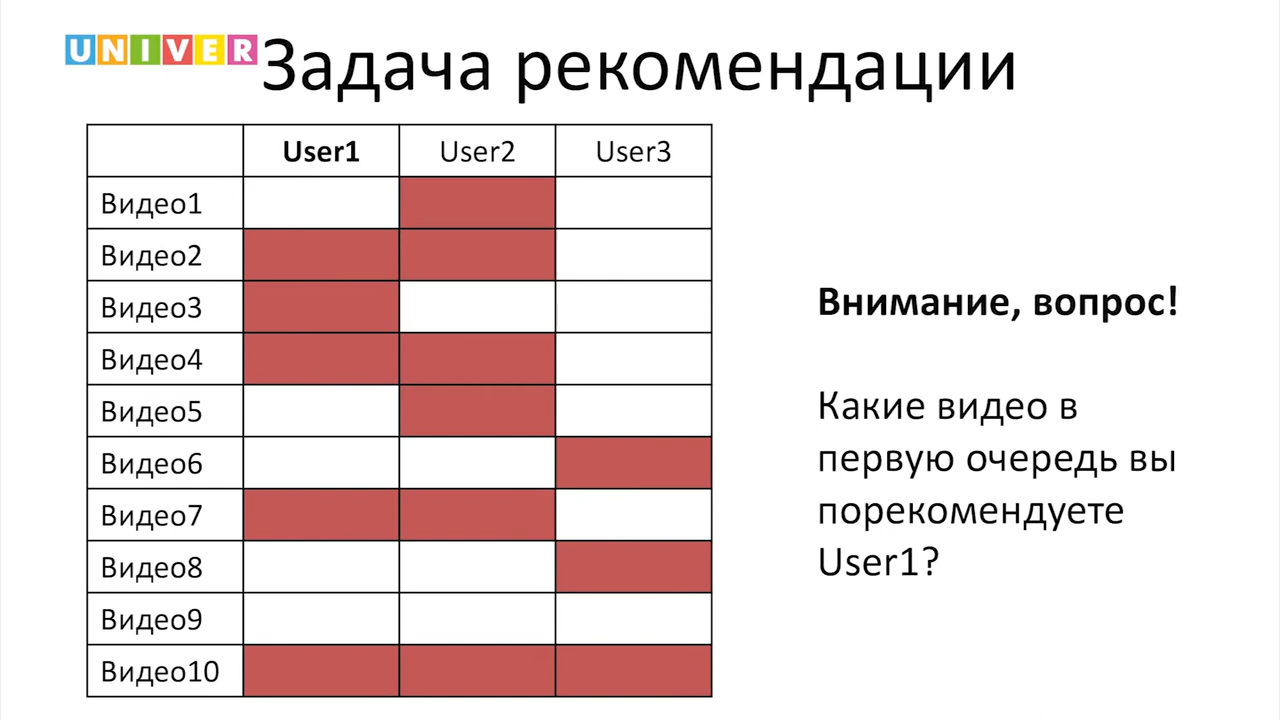 UNIVER
Задача рекомендации
User1 User2 User3
Видео1
Видео2
Видео3
Видео4
Видео5
Видео6
Видео7
Видео8
Видео9
Видео10
Внимание, вопрос!
Какие видео в
первую очередь вы
порекомендуете
User1?